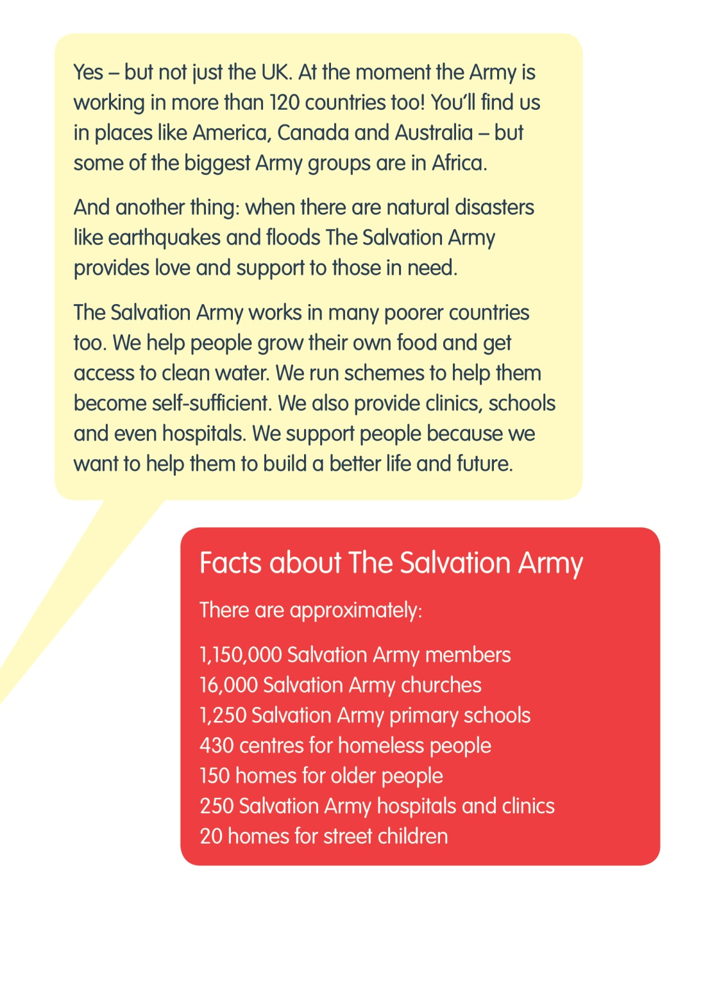 Yes – but not just the UK. At the moment the Army is
working in more than 120 countries too! You’ll find us
in places like America, Canada and Australia – but
some of the biggest Army groups are in Africa.
And another thing: when there are natural disasters
like earthquakes and floods The Salvation Army
provides love and support to those in need.
The Salvation Army works in many poorer countries
too. We help people grow their own food and get
access to clean water. We run schemes to help them
become self-sufficient. We also provide clinics, schools
and even hospitals. We support people because we
want to help them to build a better life and future.
Facts about The Salvation Army
There are approximately:
1,150,000 Salvation Army members
16,000 Salvation Army churches
1,250 Salvation Army primary schools
430 centres for homeless people
150 homes for older people
250 Salvation Army hospitals and clinics
20 homes for street children